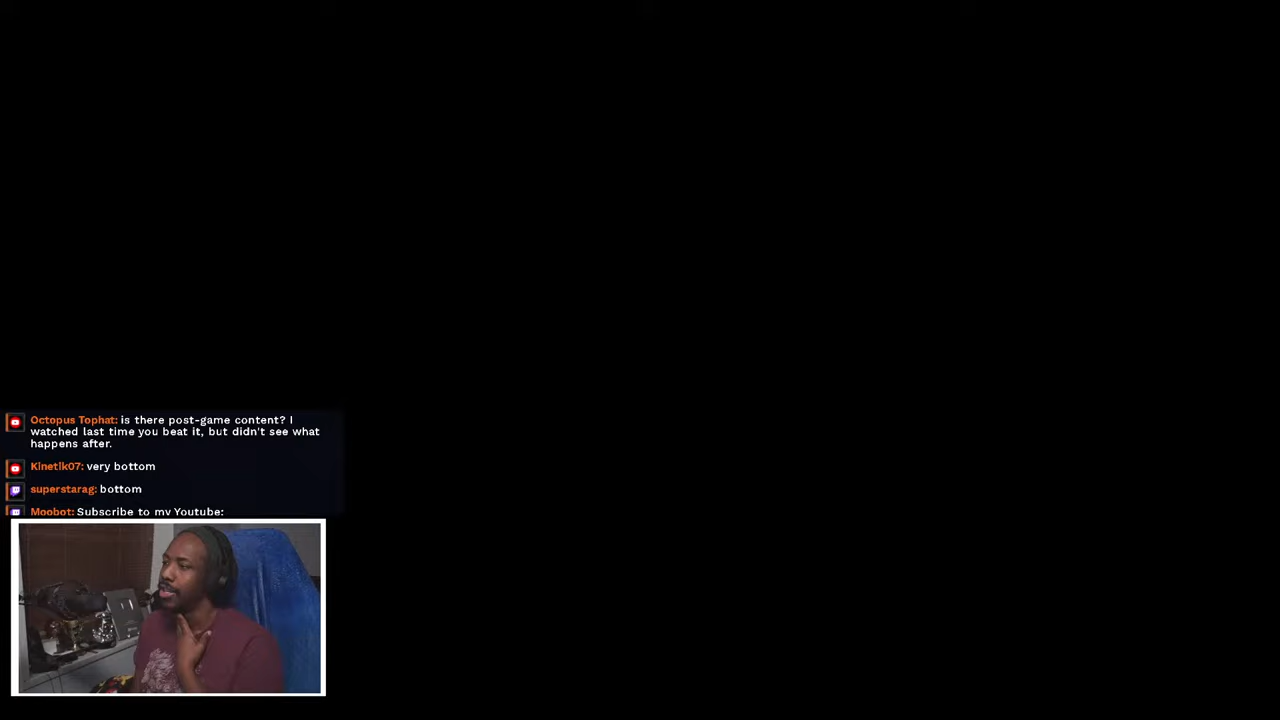 Octopus Tophat: is there post-game content? I
watched last time you beat it, but didn't see what
happens after.
Kinetik07: very bottom
superstarag: bottom
Moobot: Subscribe to my Youtube: